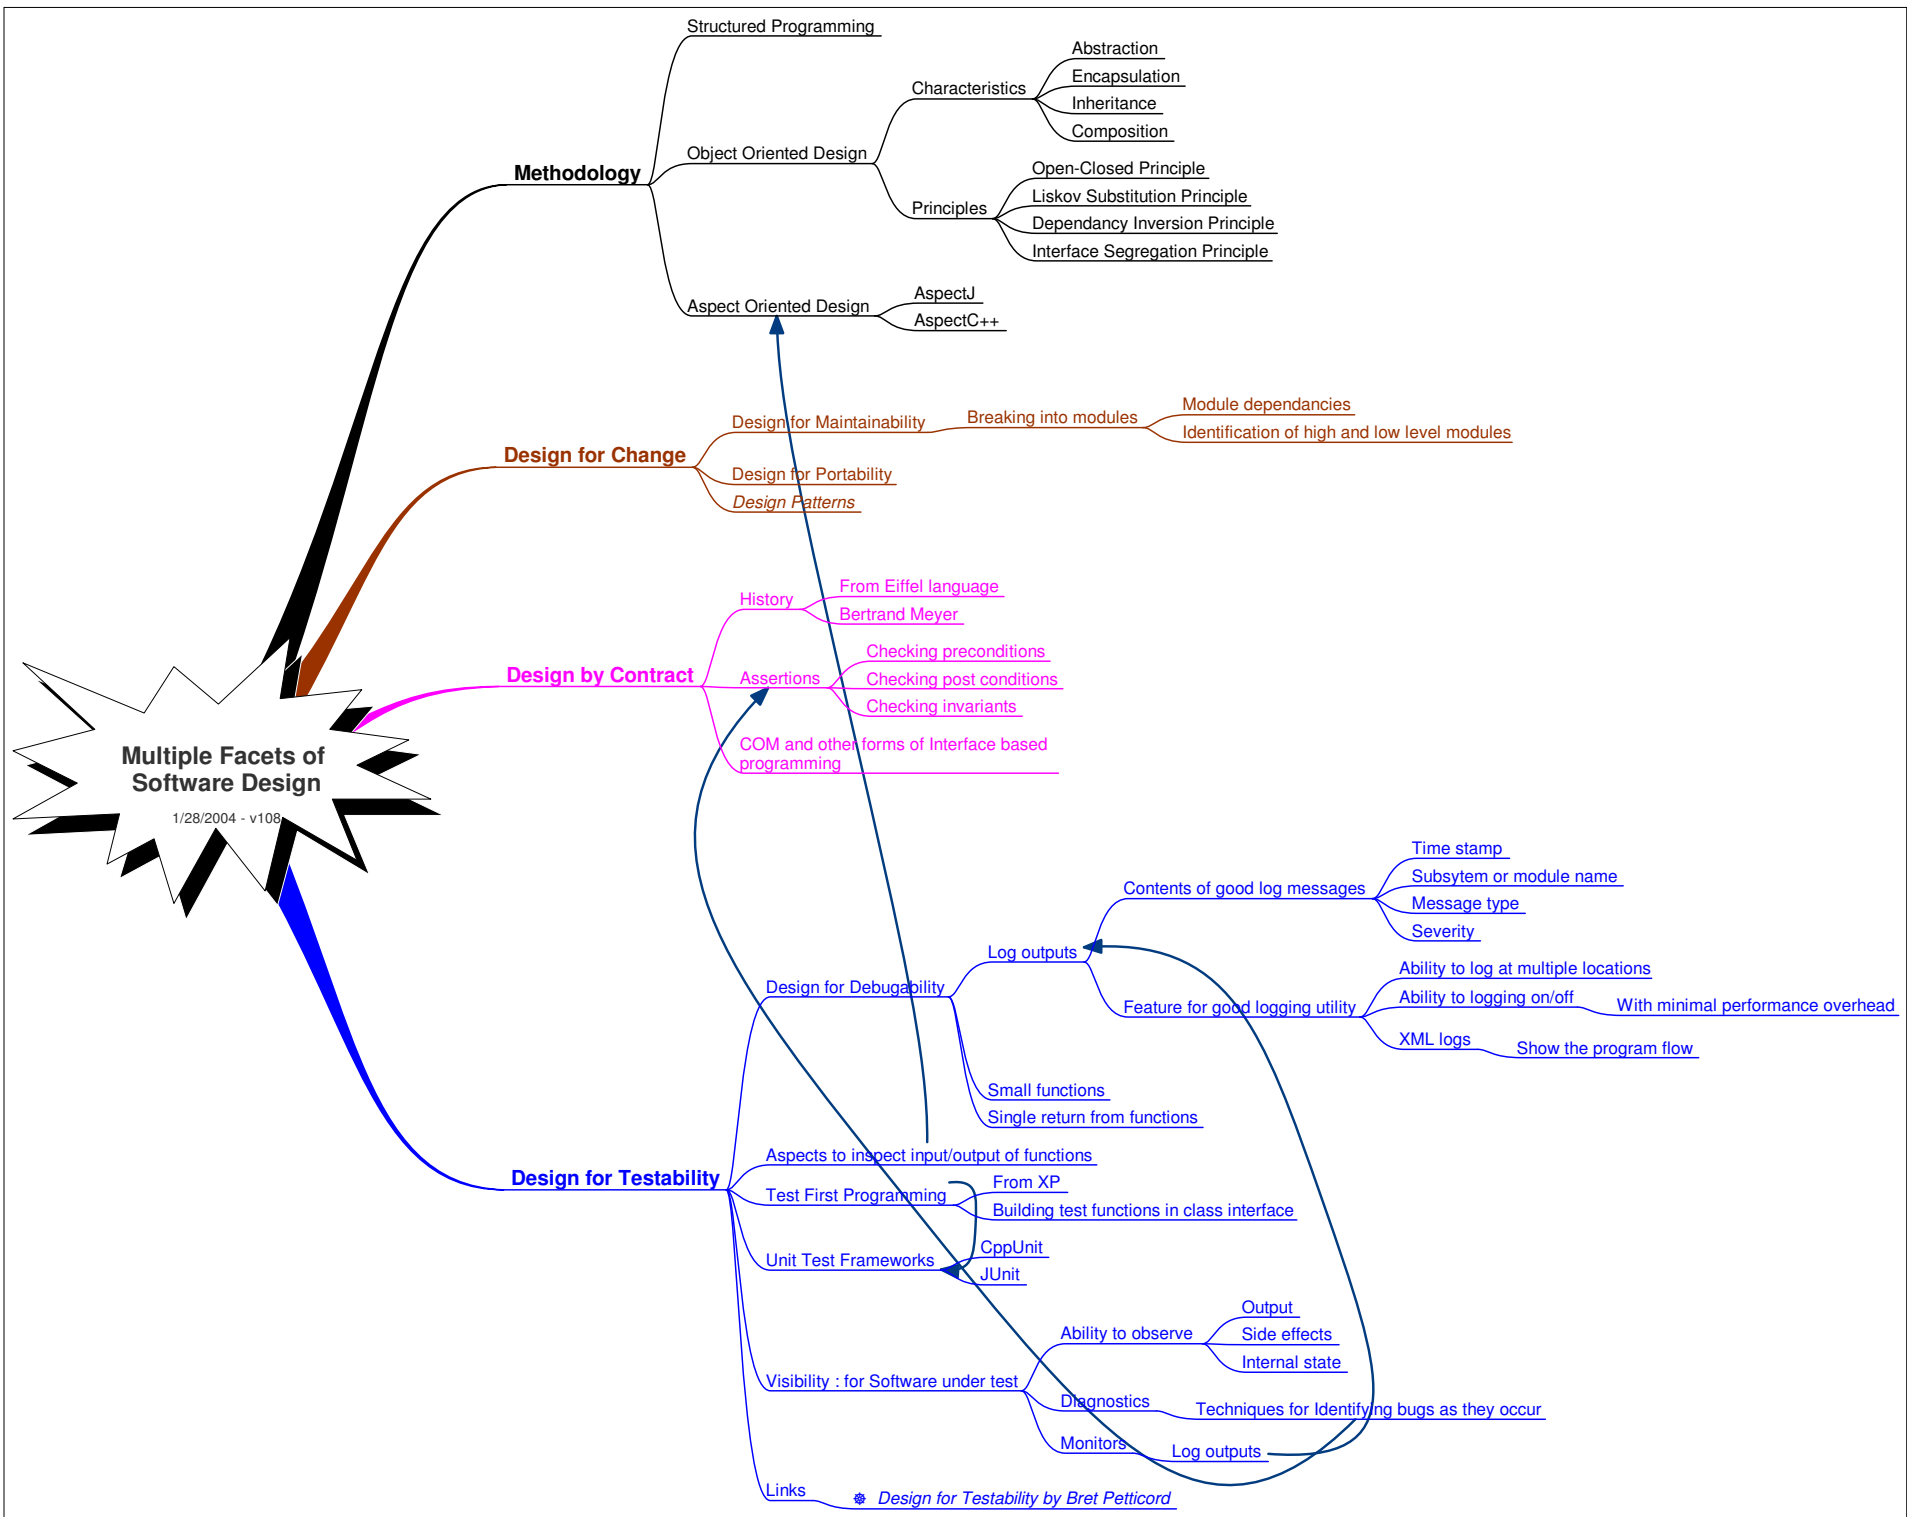 Structured Programming
Abstraction
Encapsulation
Characteristics
Inheritance
Composition
Object Oriented Design
Methodology
Open-Closed Principle
Liskov Substitution Principle
Principles
Dependancy Inversion Principle
Interface Segregation Principle
Aspect Oriented Design
AspectJ
AspectC++
Design for Change
Design for Maintainability
Breaking into modules
Module dependancies
Identification of high and low level modules
Design for Portability
Design Patterns
Design by Contract
History
From Eiffel language
Bertrand Meyer
Assertions
Checking preconditions
Checking post conditions
Checking invariants
COM and other forms of Interface based
programming
Multiple Facets of
Software Design
1/28/2004 - v108
Design for Testability
Design for Debugability
Log outputs
Contents of good log messages
Time stamp
Subsytem or module name
Message type
Severity
Feature for good logging utility
Ability to log at multiple locations
Ability to logging on/off
With minimal performance overhead
XML logs
Show the program flow
Small functions
Single return from functions
Aspects to inspect input/output of functions
Test First Programming
From XP
Building test functions in class interface
Unit Test Frameworks
CppUnit
JUnit
Visibility : for Software under test
Ability to observe
Output
Side effects
Internal state
Diagnostics
Techniques for Identifying bugs as they occur
Monitors
Log outputs
Links
Design for Testability by Bret Petticord